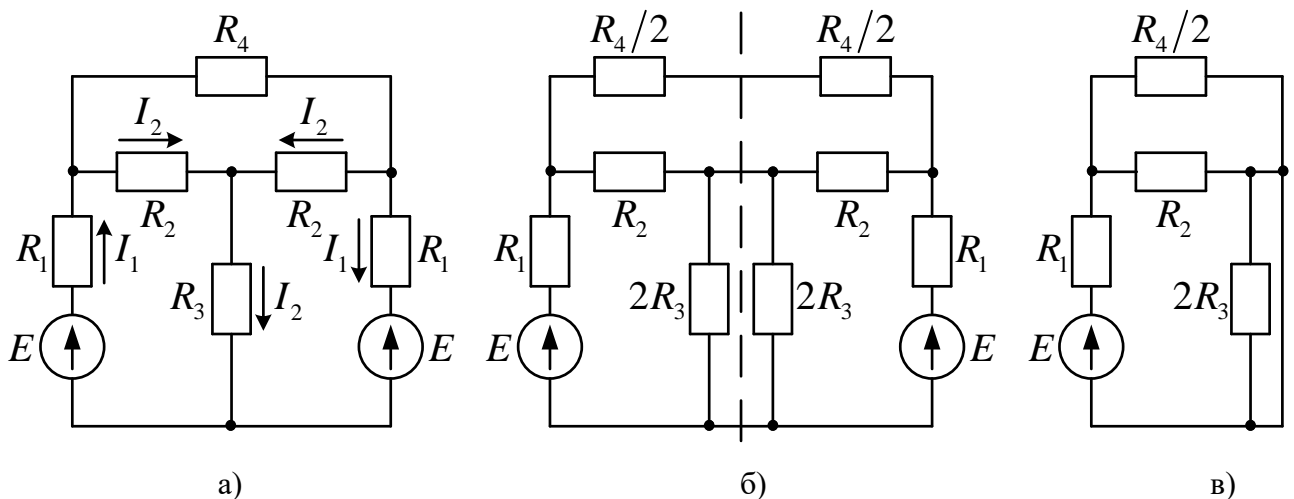 R₄
I₂ I₂
R₂ R₂
R₁ I₁ I₁ R₁
R₃ I₂
E E
а)
R₄/2 R₄/2
R₂ R₂
R₁ R₁
2R₃ 2R₃
E E
б)
R₄/2
R₂
R₁
2R₃
E
в)